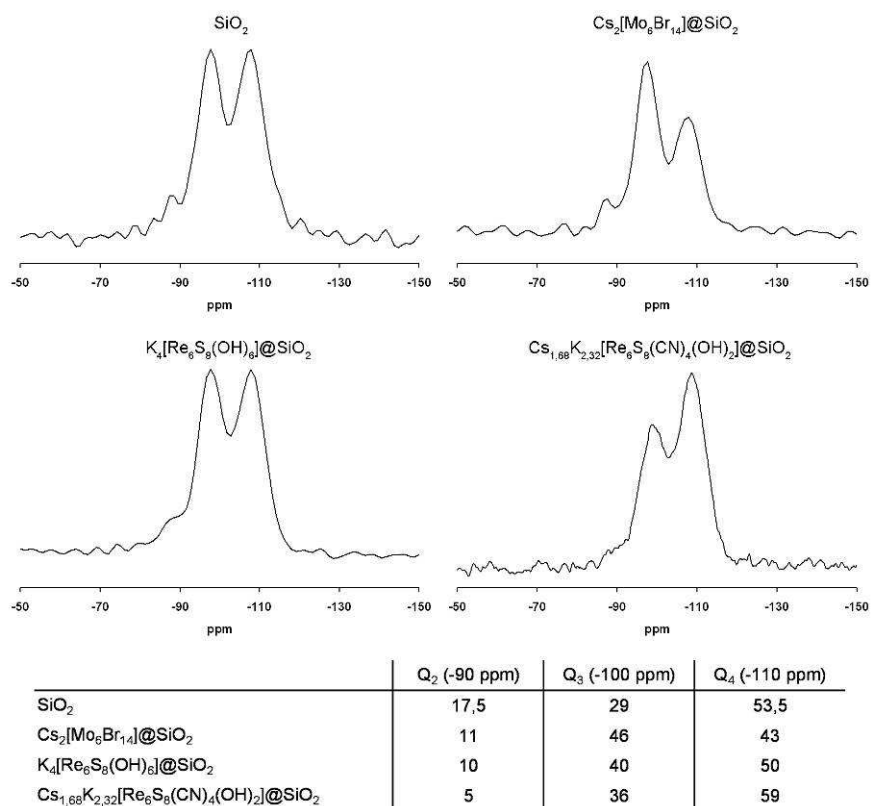 SiO2
Cs2[Mo6Br14]@SiO2
-50 -70 -90 -110 -130 -150
ppm
-50 -70 -90 -110 -130 -150
ppm
K4[Re6S8(OH)6]@SiO2
Cs1,68K2,32[Re6S8(CN)4(OH)2]@SiO2
-50 -70 -90 -110 -130 -150
ppm
-50 -70 -90 -110 -130 -150
ppm
Q2 (-90 ppm) Q3 (-100 ppm) Q4 (-110 ppm)
SiO2 17,5 29 53,5
Cs2[Mo6Br14]@SiO2 11 46 43
K4[Re6S8(OH)6]@SiO2 10 40 50
Cs1,68K2,32[Re6S8(CN)4(OH)2]@SiO2 5 36 59